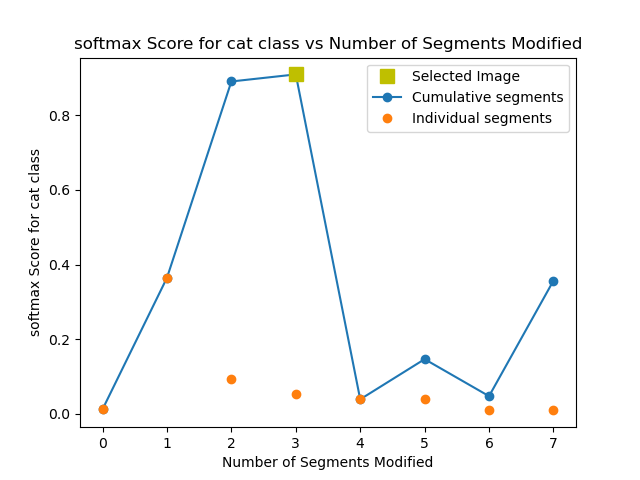 softmax Score for cat class vs Number of Segments Modified
Selected Image
Cumulative segments
Individual segments
0.8
0.6
0.4
0.2
0.0
softmax Score for cat class
0 1 2 3 4 5 6 7
Number of Segments Modified